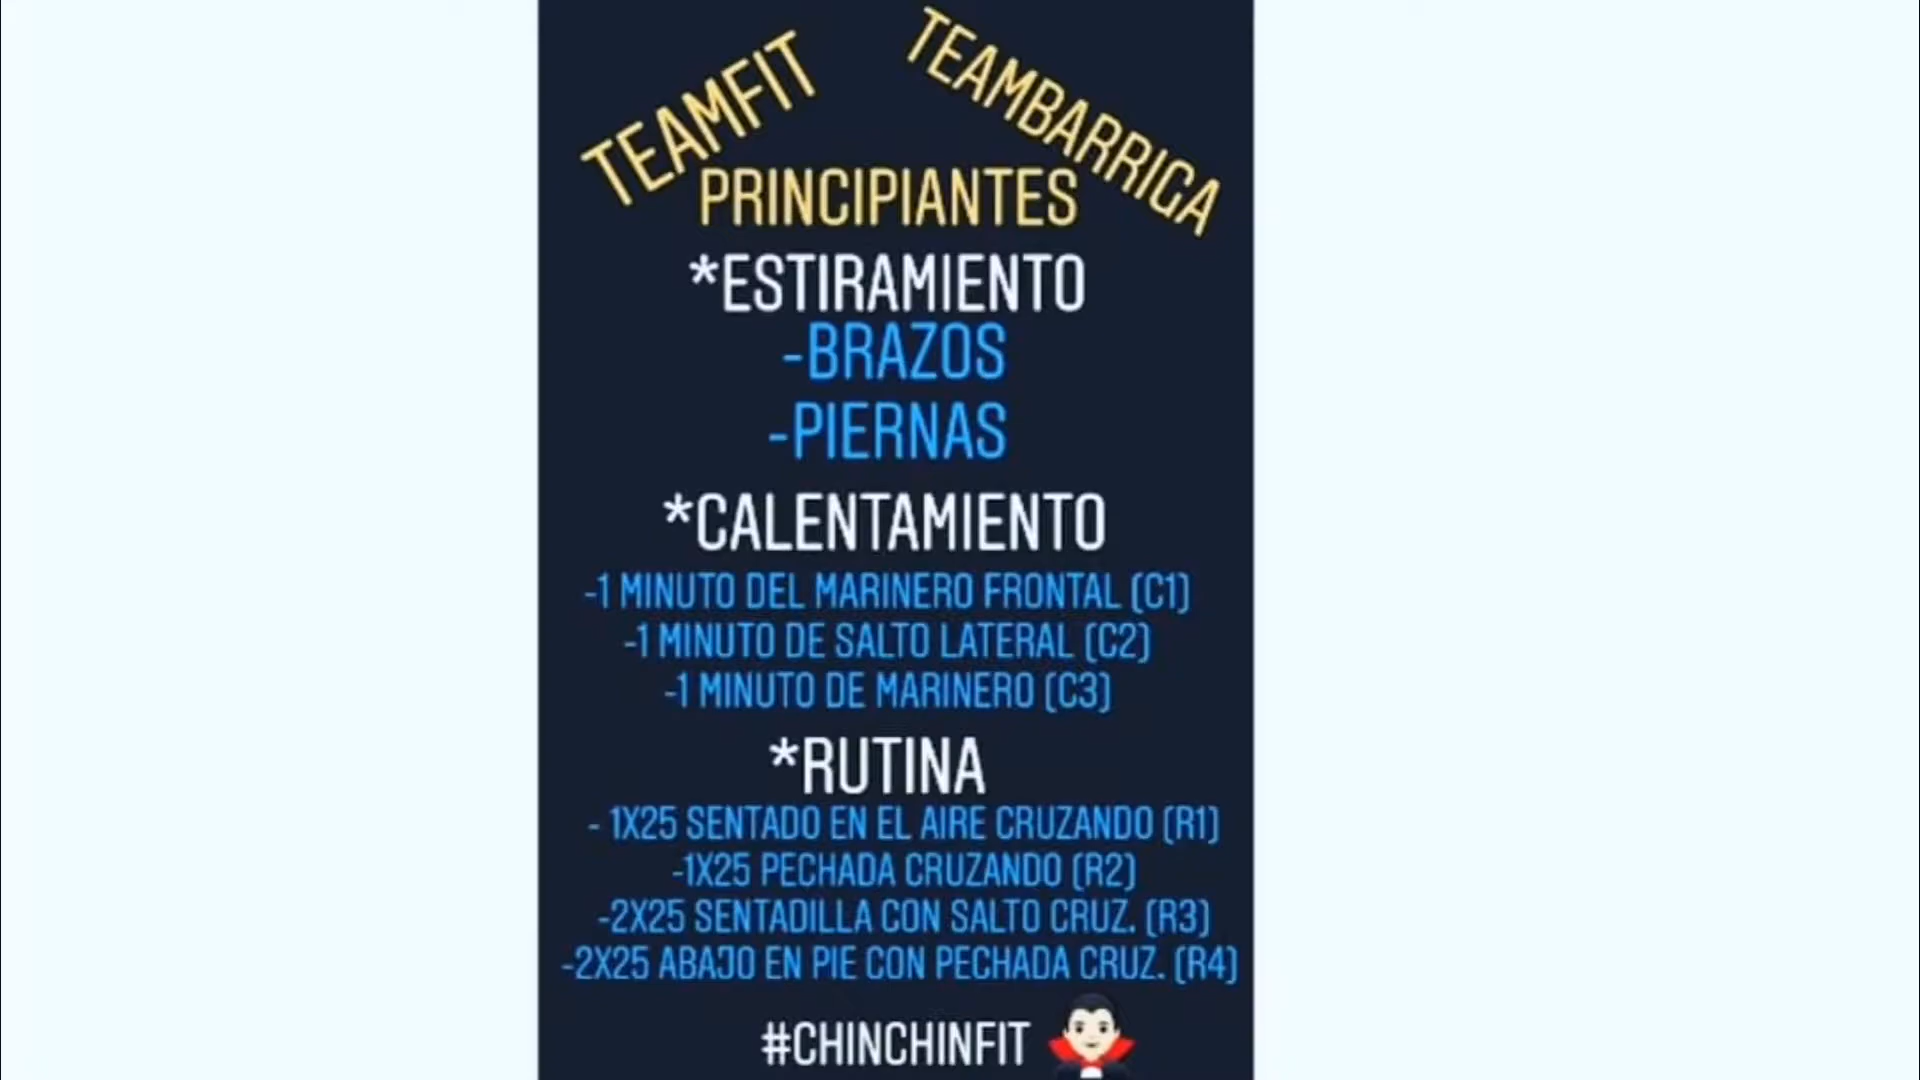 TEAMFIT
TEAMBARRIGA
PRINCIPIANTES
*ESTIRAMIENTO
-BRAZOS
-PIERNAS
*CALENTAMIENTO
-1 MINUTO DEL MARINERO FRONTAL (C1)
-1 MINUTO DE SALTO LATERAL (C2)
-1 MINUTO DE MARINERO (C3)
*RUTINA
- 1X25 SENTADO EN EL AIRE CRUZANDO (R1)
-1X25 PECHADA CRUZANDO (R2)
-2X25 SENTADILLA CON SALTO CRUZ. (R3)
-2X25 ABAJO EN PIE CON PECHADA CRUZ. (R4)
#CHINCHINFIT